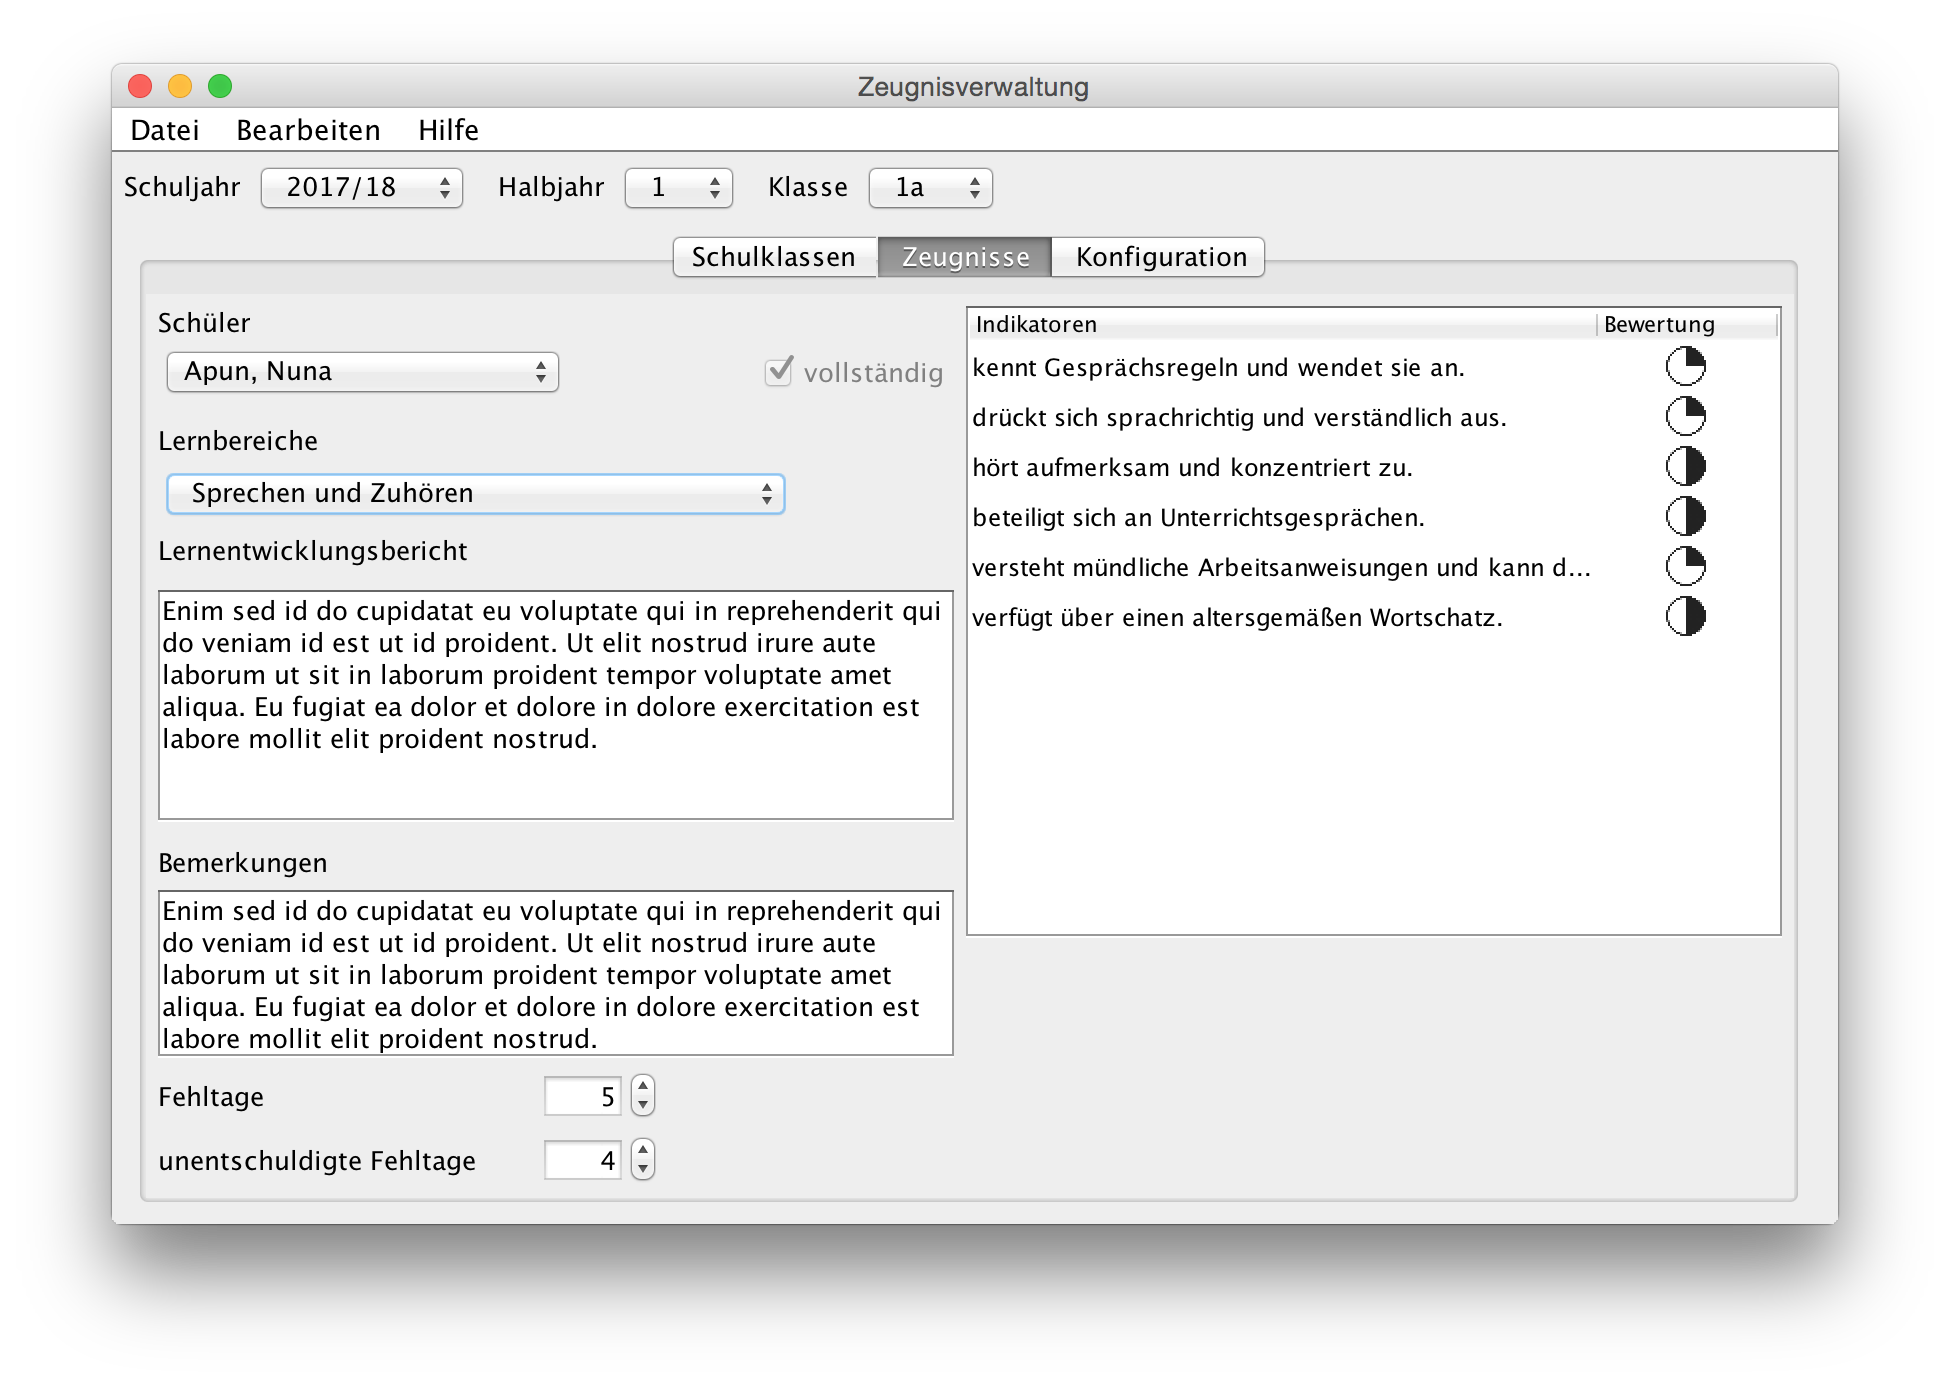 Zeugnisverwaltung
Datei Bearbeiten Hilfe
Schuljahr 2017/18 Halbjahr 1 Klasse 1a
Schulklassen Zeugnisse Konfiguration
Schüler
Apun, Nuna
vollständig
Lernbereiche
Sprechen und Zuhören
Lernentwicklungsbericht
Enim sed id do cupidatat eu voluptate qui in reprehenderit qui
do veniam id est ut id proident. Ut elit nostrud irure aute
laborum ut sit in laborum proident tempor voluptate amet
aliqua. Eu fugiat ea dolor et dolore in dolore exercitation est
labore mollit elit proident nostrud.
Bemerkungen
Enim sed id do cupidatat eu voluptate qui in reprehenderit qui
do veniam id est ut id proident. Ut elit nostrud irure aute
laborum ut sit in laborum proident tempor voluptate amet
aliqua. Eu fugiat ea dolor et dolore in dolore exercitation est
labore mollit elit proident nostrud.
Fehltage 5
unentschuldigte Fehltage 4
Indikatoren Bewertung
kennt Gesprächsregeln und wendet sie an.
drückt sich sprachrichtig und verständlich aus.
hört aufmerksam und konzentriert zu.
beteiligt sich an Unterrichtsgesprächen.
versteht mündliche Arbeitsanweisungen und kann d...
verfügt über einen altersgemäßen Wortschatz.